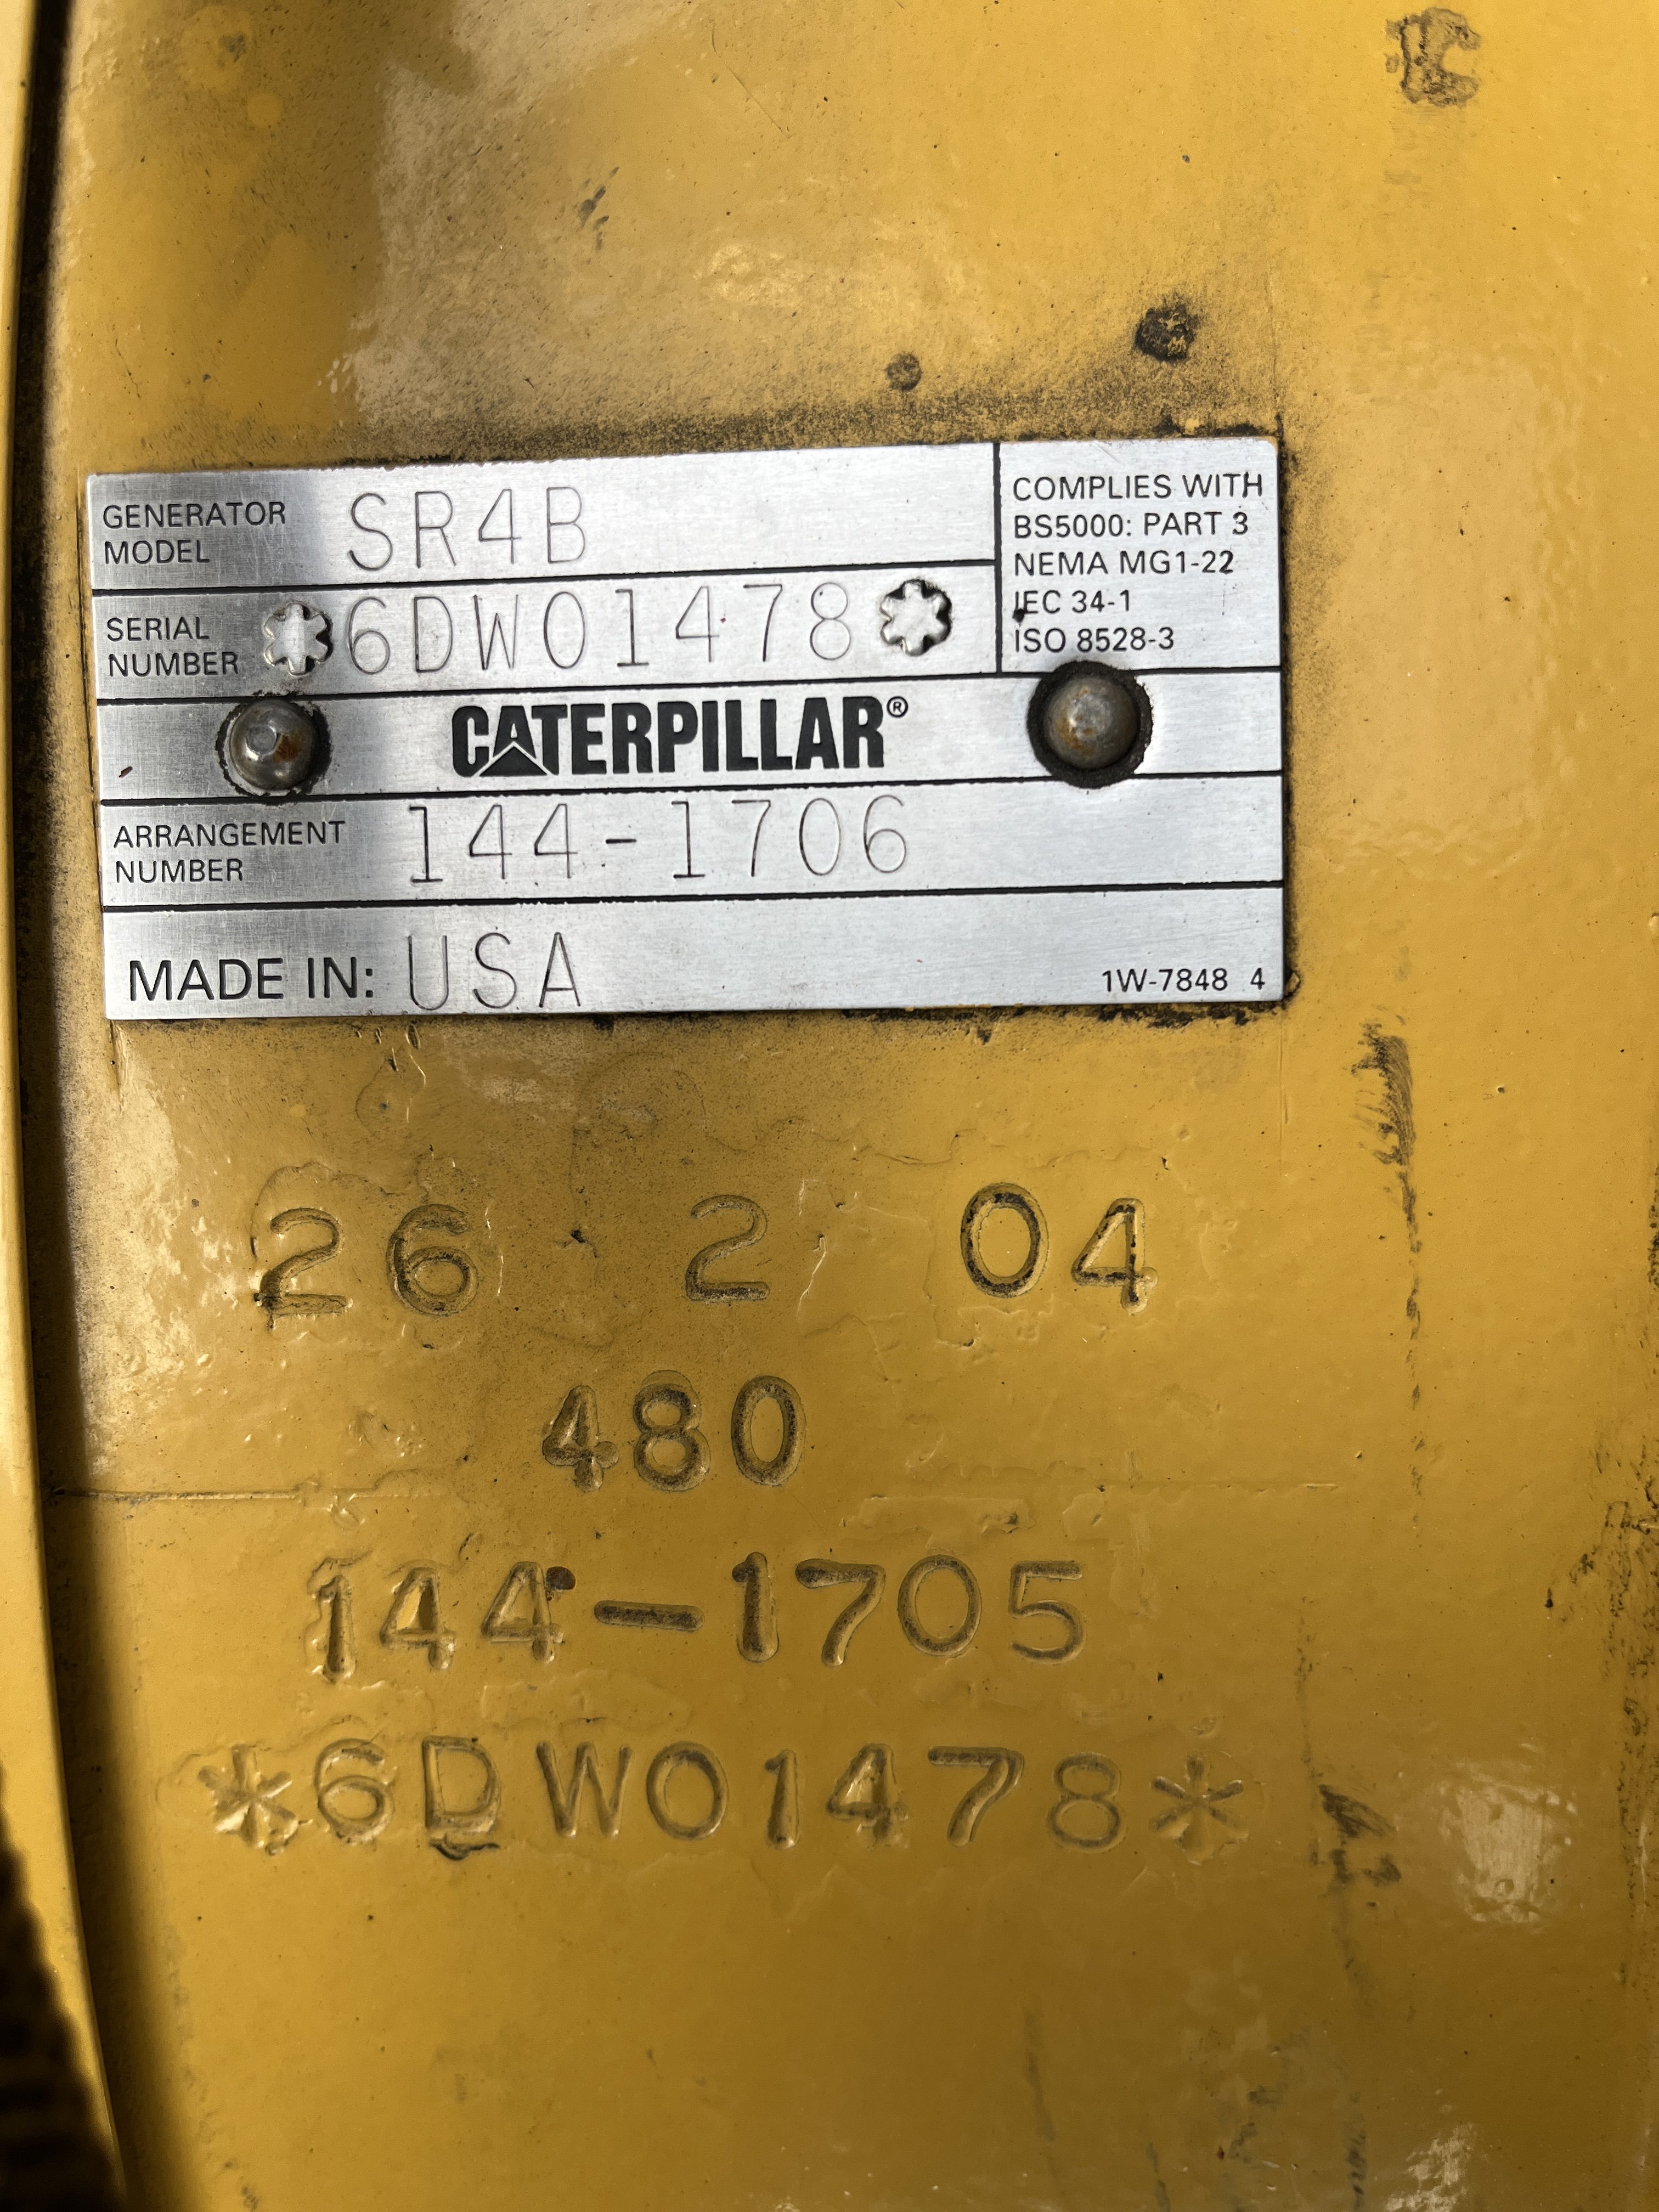 GENERATOR MODEL SR4B
SERIAL NUMBER *6DW01478*
COMPLIES WITH
BS5000: PART 3
NEMA MG1-22
IEC 34-1
ISO 8528-3
CATERPILLAR®
ARRANGEMENT NUMBER 144-1706
MADE IN: USA
1W-7848 4
26 2 04
480
144-1705
*6DW01478*